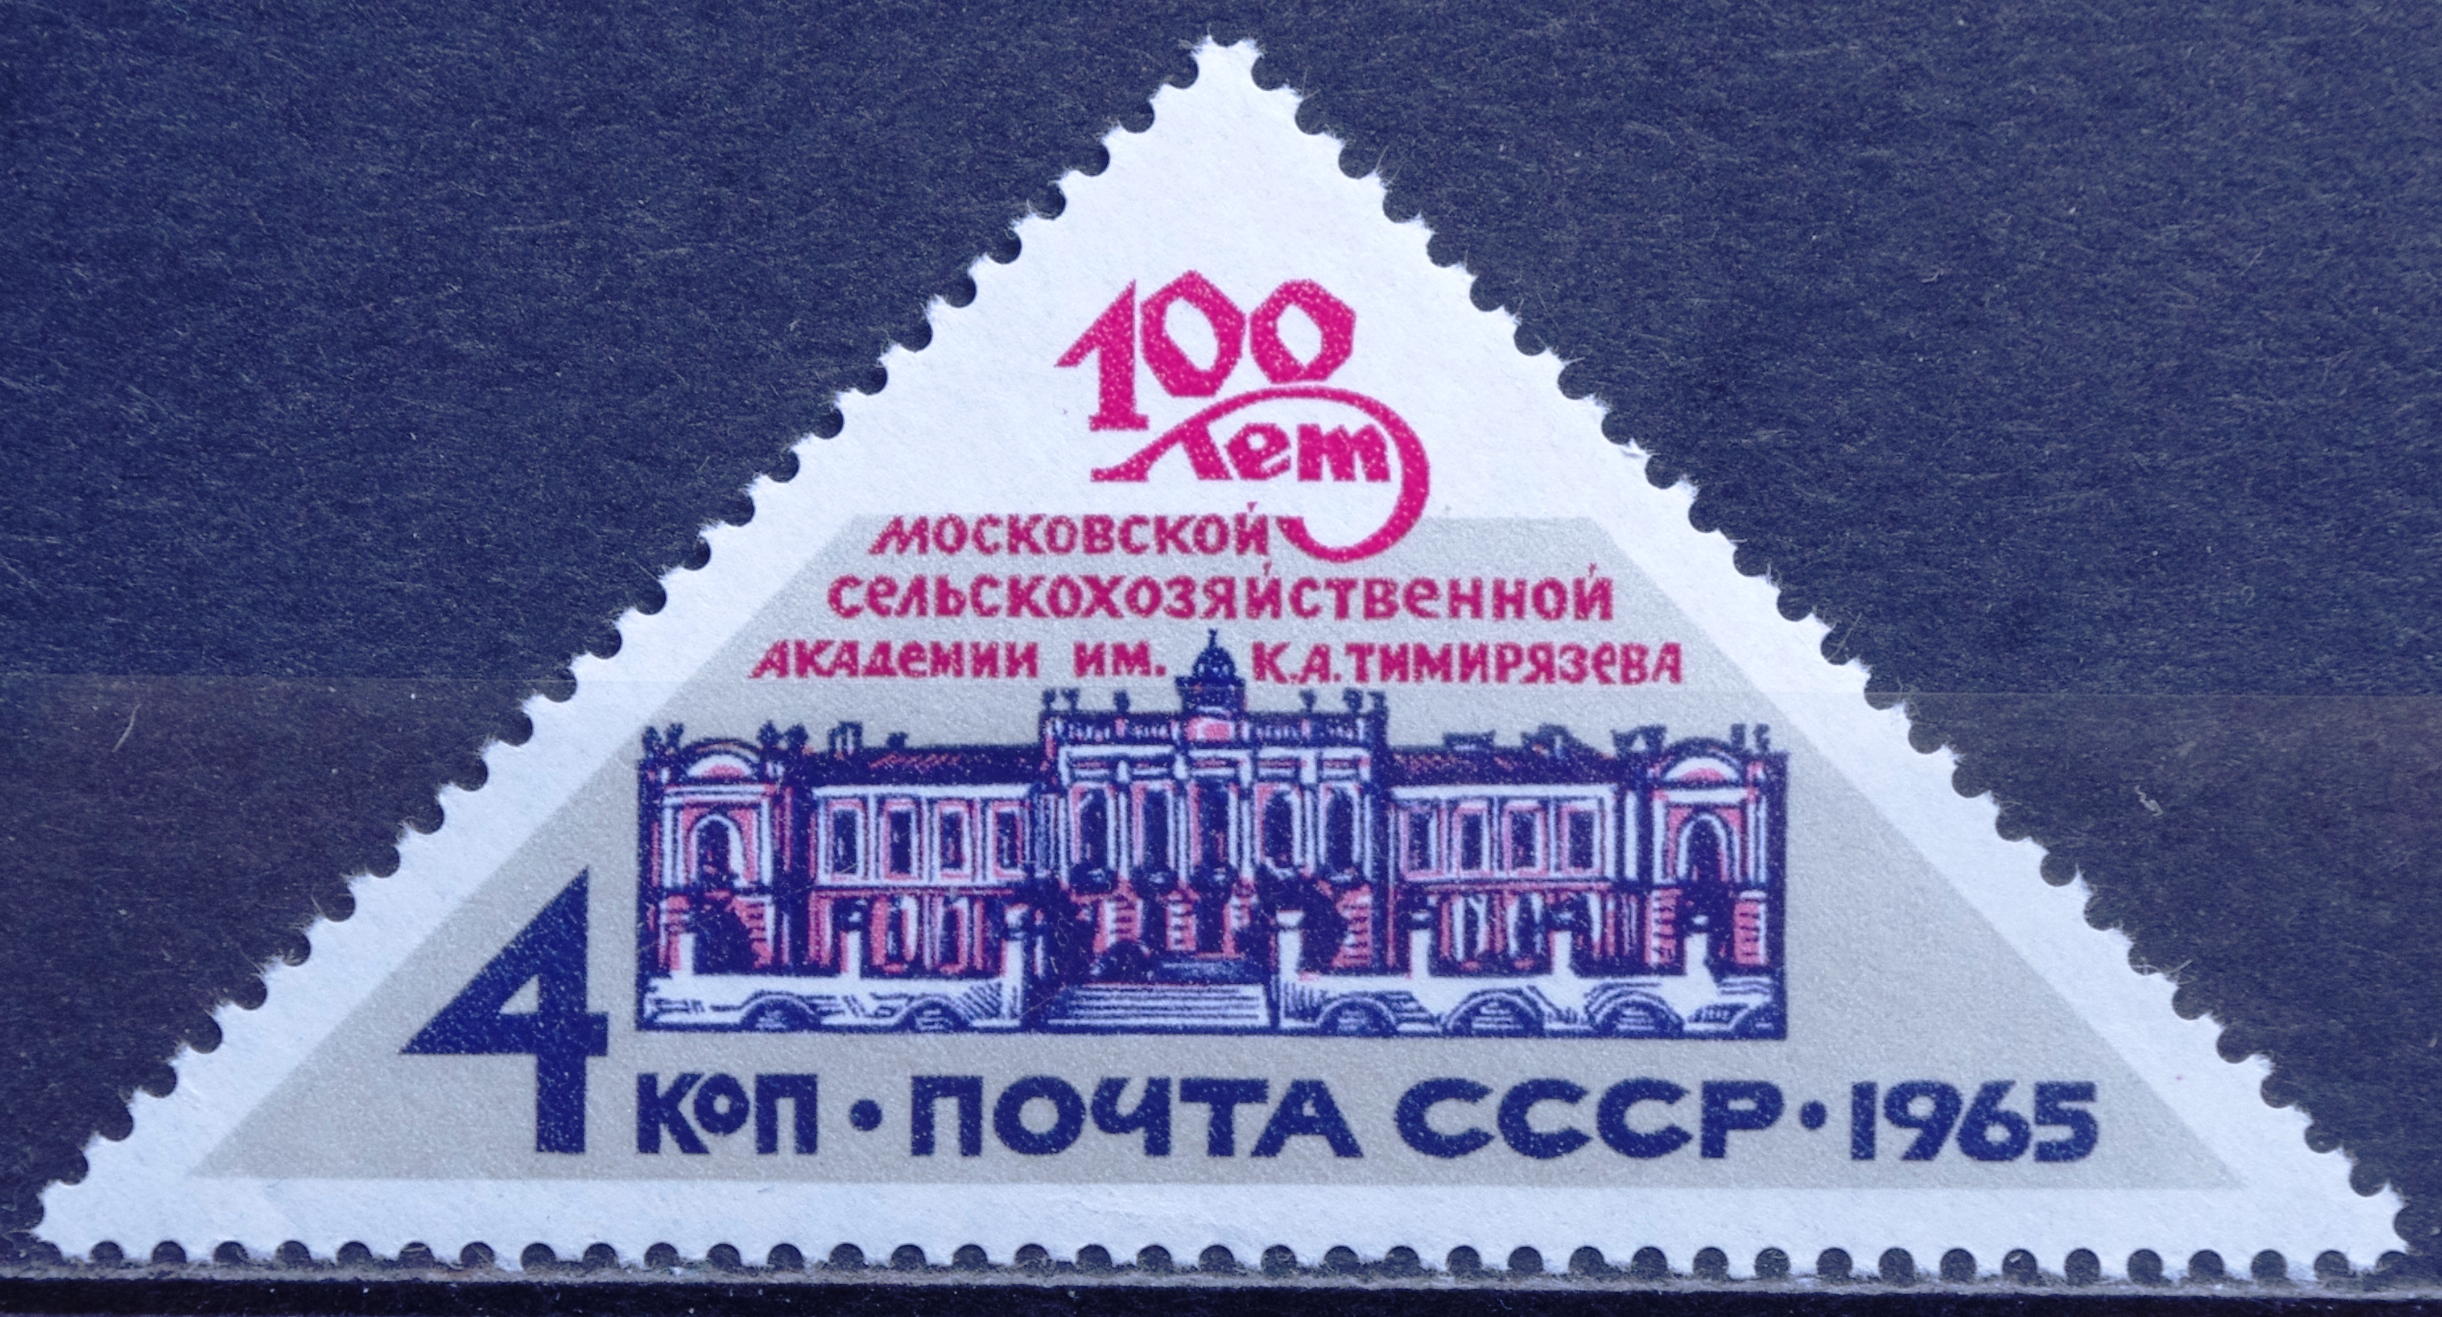 100
лет
МОСКОВСКОЙ
СЕЛЬСКОХОЗЯЙСТВЕННОЙ
АКАДЕМИИ ИМ. К.А.ТИМИРЯЗЕВА
4 КОП • ПОЧТА СССР • 1965